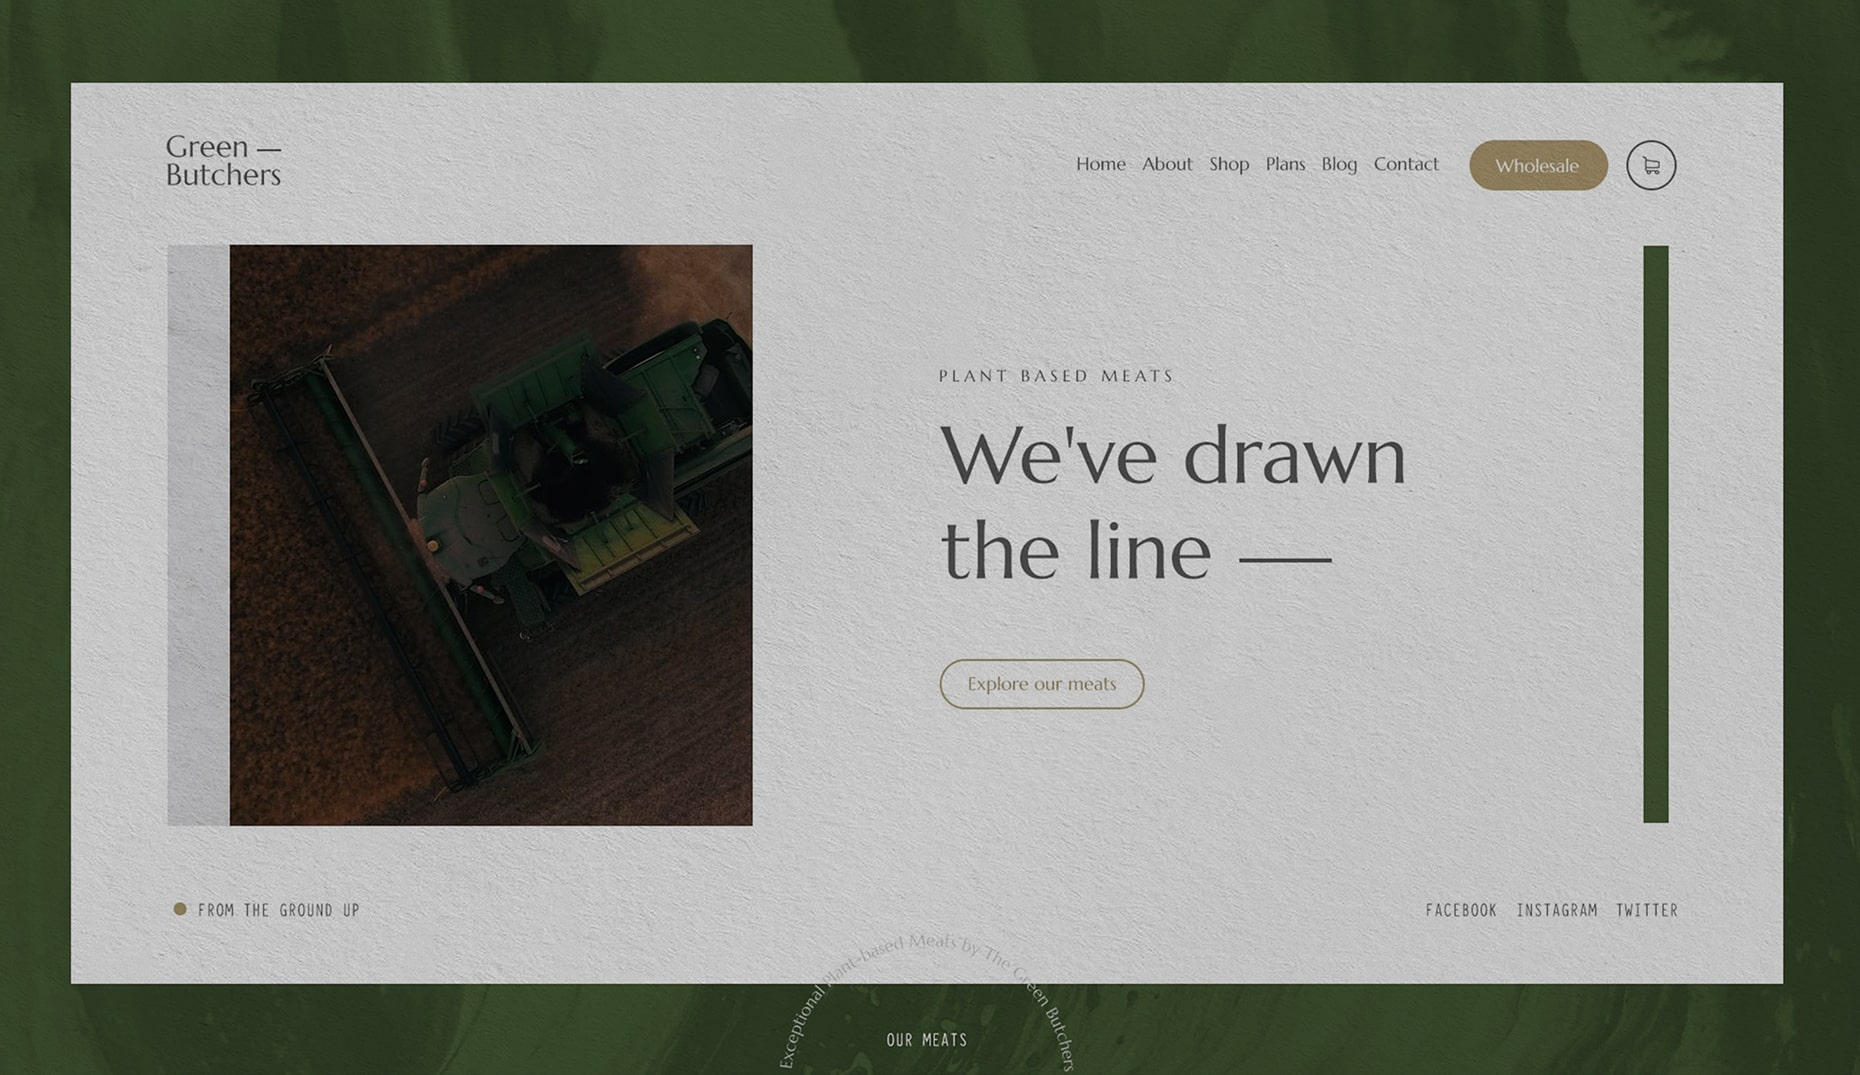 Green —
Butchers
Home About Shop Plans Blog Contact Wholesale
PLANT BASED MEATS
We've drawn
the line —
Explore our meats
FROM THE GROUND UP
FACEBOOK INSTAGRAM TWITTER
Exceptional Plant-based Meats by The Green Butchers
OUR MEATS